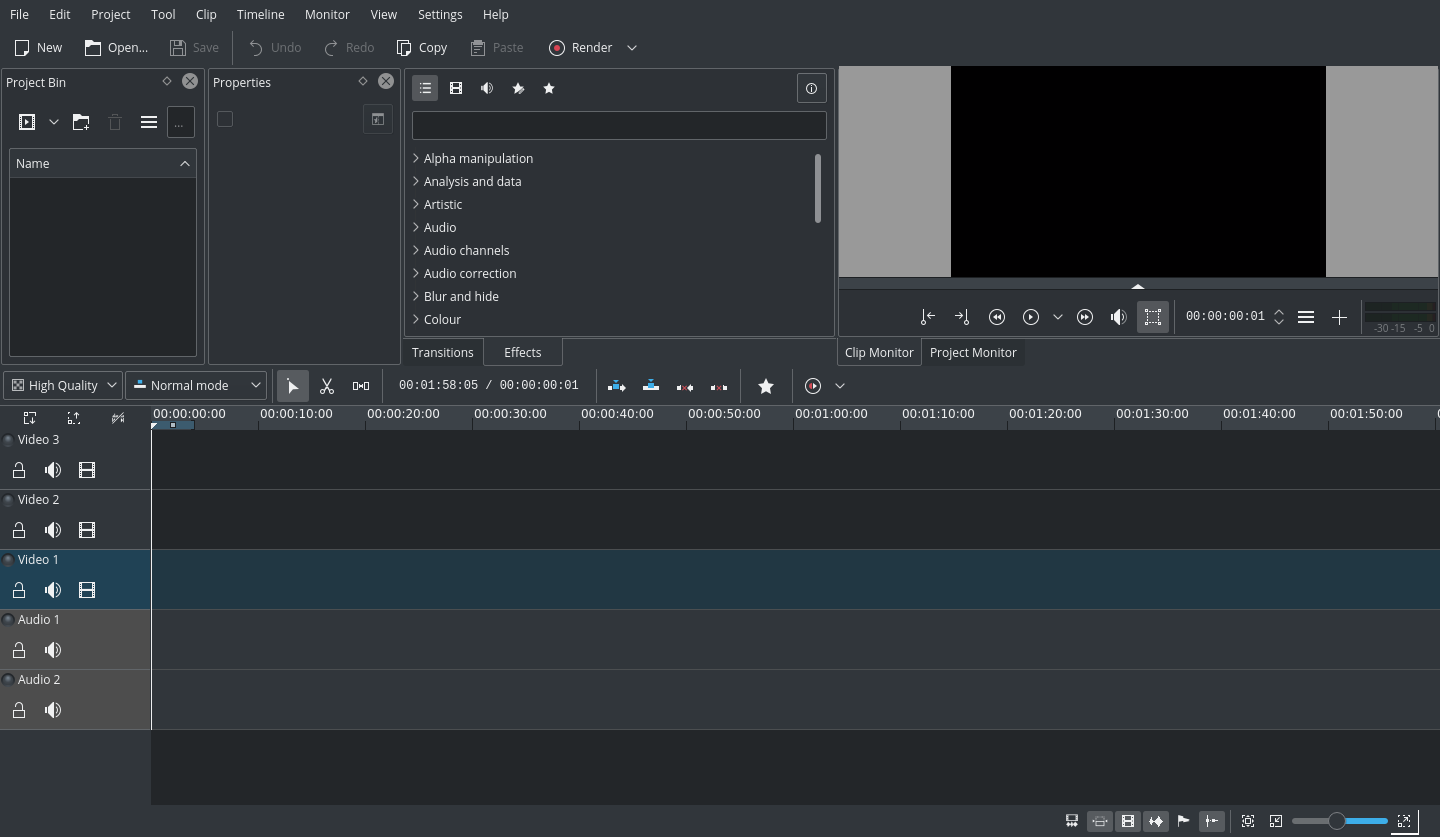 File Edit Project Tool Clip Timeline Monitor View Settings Help
New Open... Save Undo Redo Copy Paste Render
Project Bin
Properties
...
Name
Alpha manipulation
Analysis and data
Artistic
Audio
Audio channels
Audio correction
Blur and hide
Colour
Transitions Effects
00:00:00:01
-30 -15 -5 0
Clip Monitor Project Monitor
High Quality Normal mode 00:01:58:05 / 00:00:00:01
00:00:00:00 00:00:10:00 00:00:20:00 00:00:30:00 00:00:40:00 00:00:50:00 00:01:00:00 00:01:10:00 00:01:20:00 00:01:30:00 00:01:40:00 00:01:50:00
Video 3
Video 2
Video 1
Audio 1
Audio 2